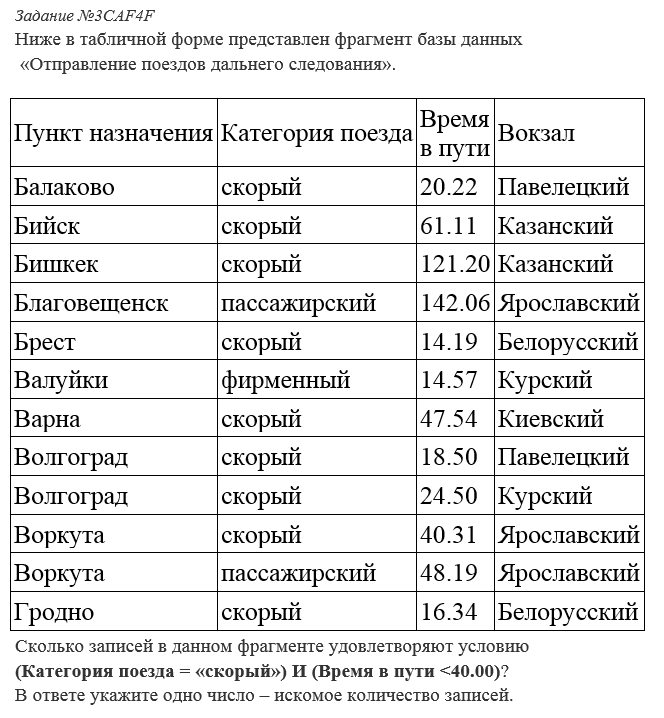 Задание №3CAF4F
Ниже в табличной форме представлен фрагмент базы данных
«Отправление поездов дальнего следования».
Пункт назначения Категория поезда Время в пути Вокзал
Балаково скорый 20.22 Павелецкий
Бийск скорый 61.11 Казанский
Бишкек скорый 121.20 Казанский
Благовещенск пассажирский 142.06 Ярославский
Брест скорый 14.19 Белорусский
Валуйки фирменный 14.57 Курский
Варна скорый 47.54 Киевский
Волгоград скорый 18.50 Павелецкий
Волгоград скорый 24.50 Курский
Воркута скорый 40.31 Ярославский
Воркута пассажирский 48.19 Ярославский
Гродно скорый 16.34 Белорусский
Сколько записей в данном фрагменте удовлетворяют условию
(Категория поезда = «скорый») И (Время в пути <40.00)?
В ответе укажите одно число – искомое количество записей.